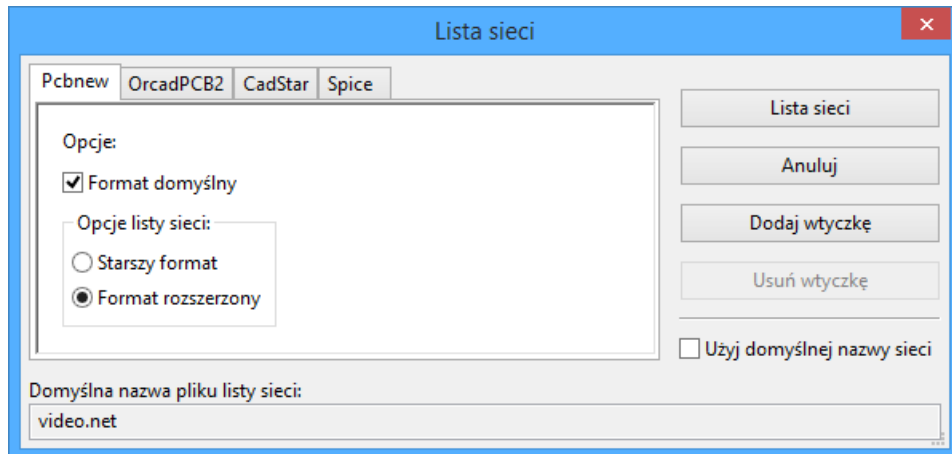 Lista sieci
Pcbnew OrcadPCB2 CadStar Spice
Opcje:
Format domyślny
Opcje listy sieci:
Starszy format
Format rozszerzony
Lista sieci
Anuluj
Dodaj wtyczkę
Usuń wtyczkę
Użyj domyślnej nazwy sieci
Domyślna nazwa pliku listy sieci:
video.net